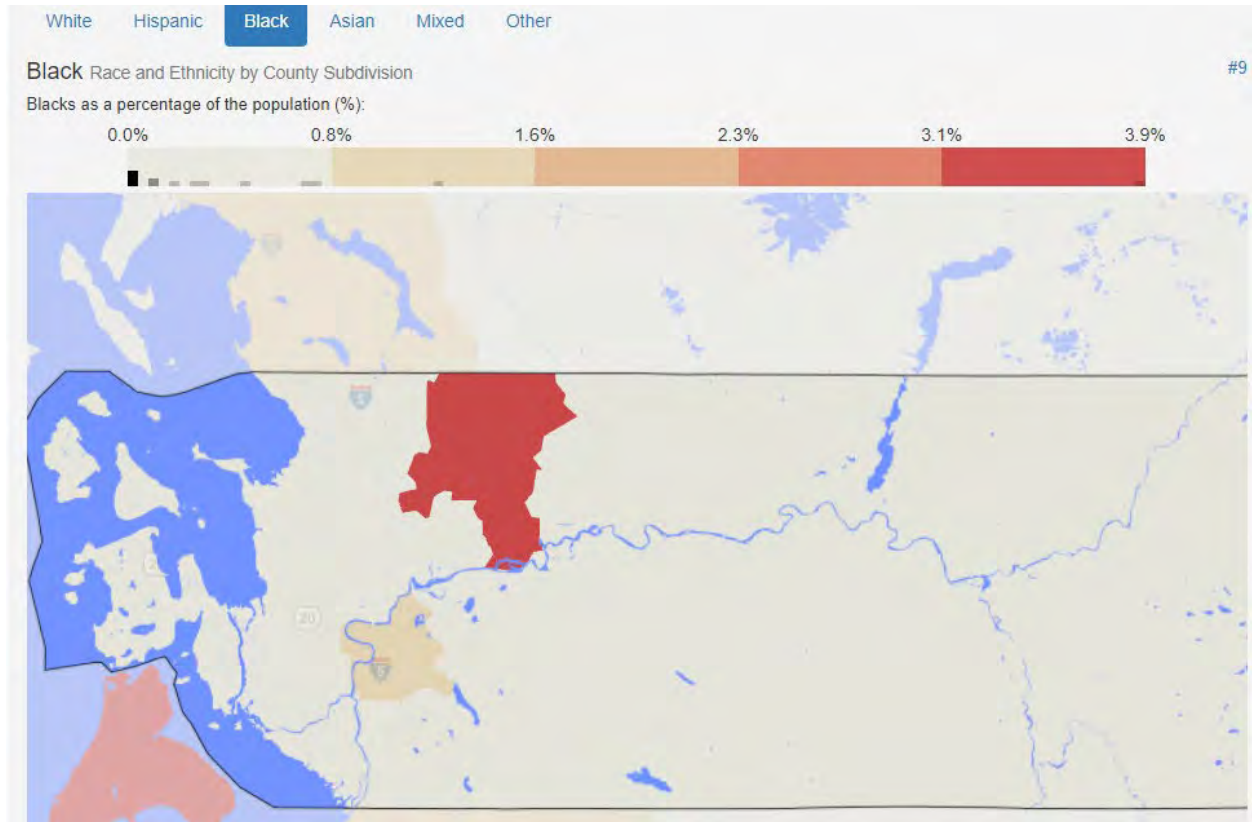 White Hispanic Black Asian Mixed Other
Black Race and Ethnicity by County Subdivision #9
Blacks as a percentage of the population (%):
0.0% 0.8% 1.6% 2.3% 3.1% 3.9%
20
5